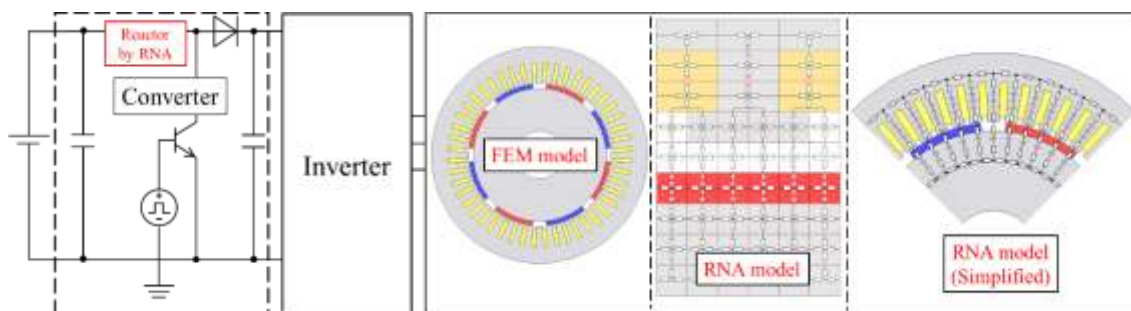 Reactor
by RNA
Converter
Inverter
FEM model
RNA model
RNA model
(Simplified)